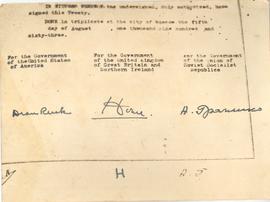 IN WITNESS WHEREOF the undersigned, duly authorized, have
signed this Treaty.
DONE in triplicate at the city of Moscow the fifth
day of August , one thousand nine hundred and
sixty-three.
For the Government
of the United States
of America
For the Government
of the United Kingdom
of Great Britain and
Northern Ireland
For the Government
of the Union of
Soviet Socialist
Republics
Dean Rusk
Home
А. Громыко
H
А. Г